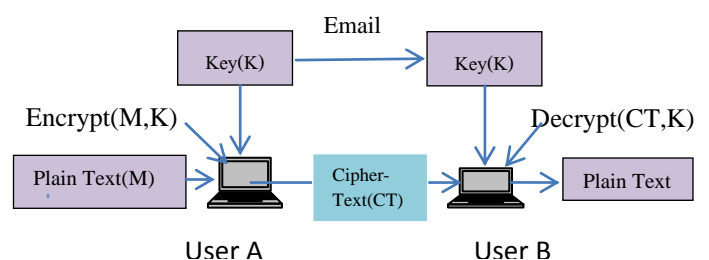 Email
Key(K)
Key(K)
Encrypt(M,K)
Decrypt(CT,K)
Plain Text(M)
Cipher-
Text(CT)
Plain Text
User A
User B